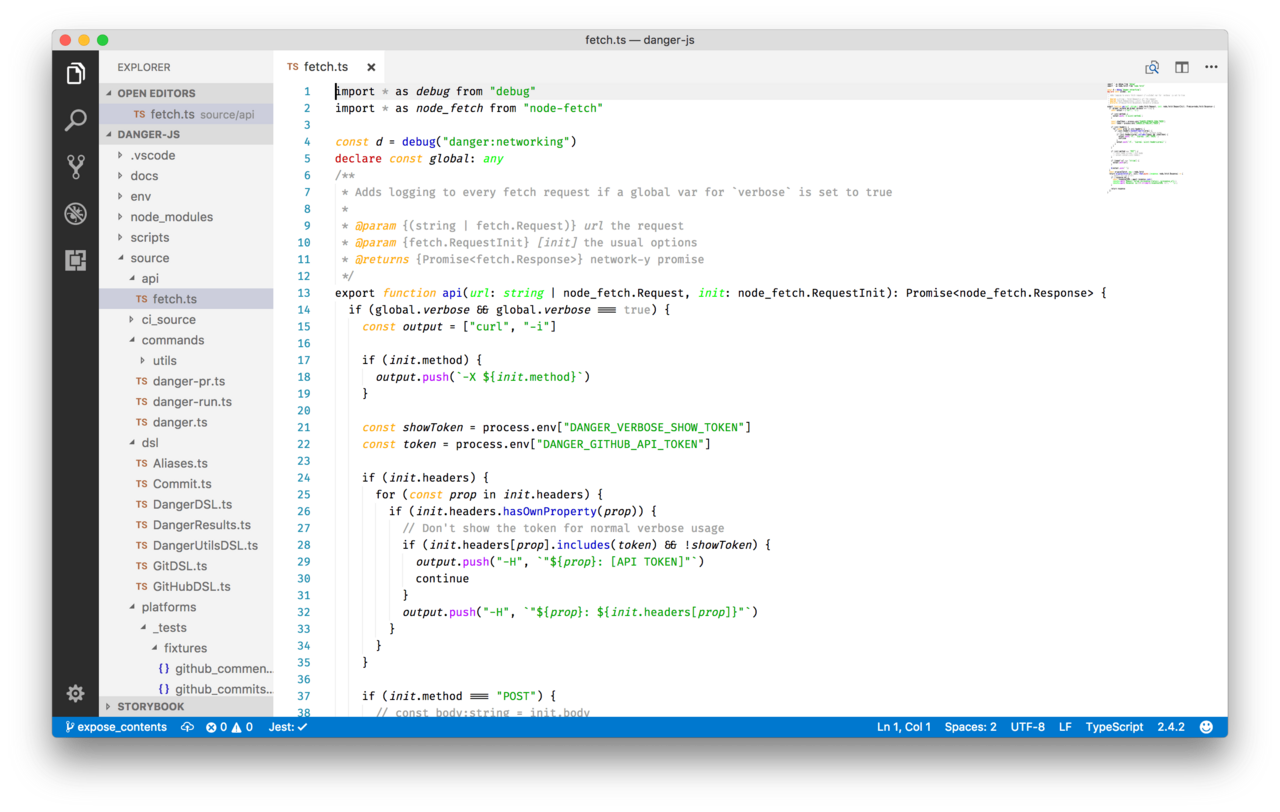 fetch.ts — danger-js
EXPLORER
OPEN EDITORS
TS fetch.ts source/api
DANGER-JS
.vscode
docs
env
node_modules
scripts
source
api
TS fetch.ts
ci_source
commands
utils
TS danger-pr.ts
TS danger-run.ts
TS danger.ts
dsl
TS Aliases.ts
TS Commit.ts
TS DangerDSL.ts
TS DangerResults.ts
TS DangerUtilsDSL.ts
TS GitDSL.ts
TS GitHubDSL.ts
platforms
_tests
fixtures
{} github_commen...
{} github_commits...
STORYBOOK
TS fetch.ts ×
1 import * as debug from "debug"
2 import * as node_fetch from "node-fetch"
3
4 const d = debug("danger:networking")
5 declare const global: any
6 /**
7  * Adds logging to every fetch request if a global var for `verbose` is set to true
8  *
9  * @param {(string | fetch.Request)} url the request
10  * @param {fetch.RequestInit} [init] the usual options
11  * @returns {Promise<fetch.Response>} network-y promise
12  */
13 export function api(url: string | node_fetch.Request, init: node_fetch.RequestInit): Promise<node_fetch.Response> {
14   if (global.verbose && global.verbose === true) {
15     const output = ["curl", "-i"]
16
17     if (init.method) {
18       output.push(`-X ${init.method}`)
19     }
20
21     const showToken = process.env["DANGER_VERBOSE_SHOW_TOKEN"]
22     const token = process.env["DANGER_GITHUB_API_TOKEN"]
23
24     if (init.headers) {
25       for (const prop in init.headers) {
26         if (init.headers.hasOwnProperty(prop)) {
27           // Don't show the token for normal verbose usage
28           if (init.headers[prop].includes(token) && !showToken) {
29             output.push("-H", `"${prop}: [API TOKEN]"`)
30             continue
31           }
32           output.push("-H", `"${prop}: ${init.headers[prop]}"`)
33         }
34       }
35     }
36
37     if (init.method === "POST") {
38       // const body:string = init.body
expose_contents 0 0 Jest: ✓ Ln 1, Col 1 Spaces: 2 UTF-8 LF TypeScript 2.4.2